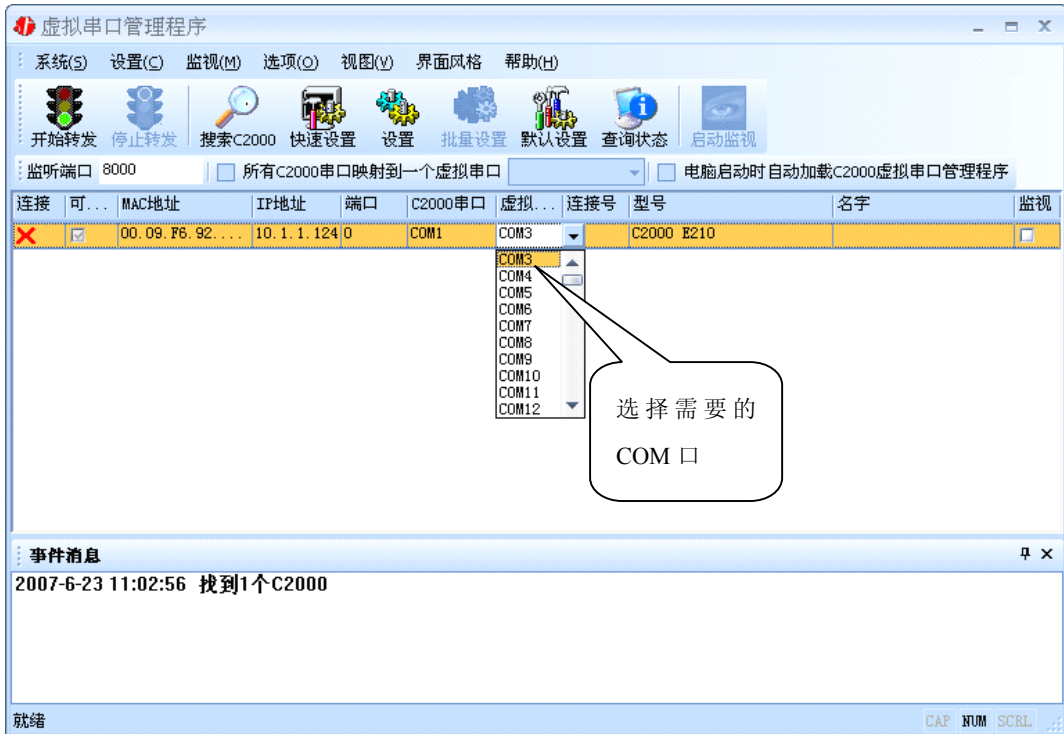 虚拟串口管理程序
系统(S) 设置(C) 监视(M) 选项(O) 视图(V) 界面风格 帮助(H)
开始转发 停止转发 搜索C2000 快速设置 设置 批量设置 默认设置 查询状态 启动监视
监听端口 8000 所有C2000串口映射到一个虚拟串口 电脑启动时自动加载C2000虚拟串口管理程序
连接 可... MAC地址 IP地址 端口 C2000串口 虚拟... 连接号 型号 名字 监视
00.09.F6.92.... 10.1.1.124 0 COM1 COM3 C2000 E210
COM3
COM4
COM5
COM6
COM7
COM8
COM9
COM10
COM11
COM12
选择需要的
COM 口
事件消息
2007-6-23 11:02:56 找到1个C2000
就绪 CAP NUM SCRL